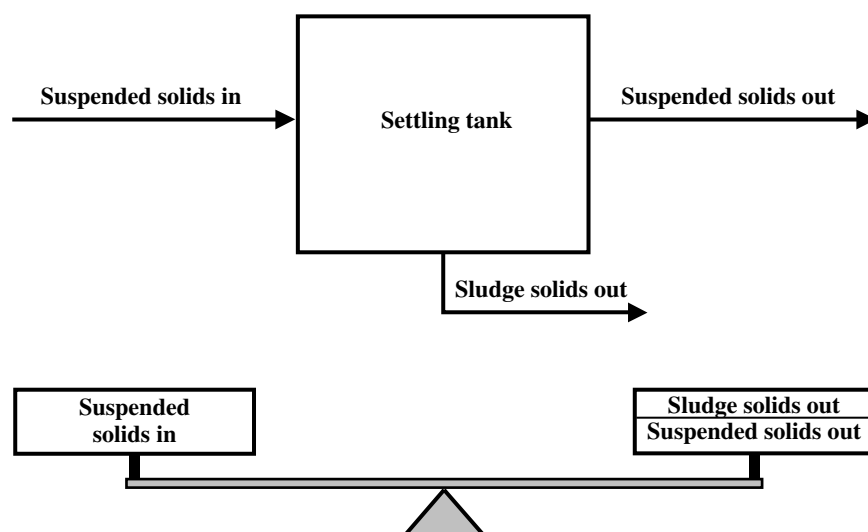 Suspended solids in
Settling tank
Suspended solids out
Sludge solids out
Suspended
solids in
Sludge solids out
Suspended solids out